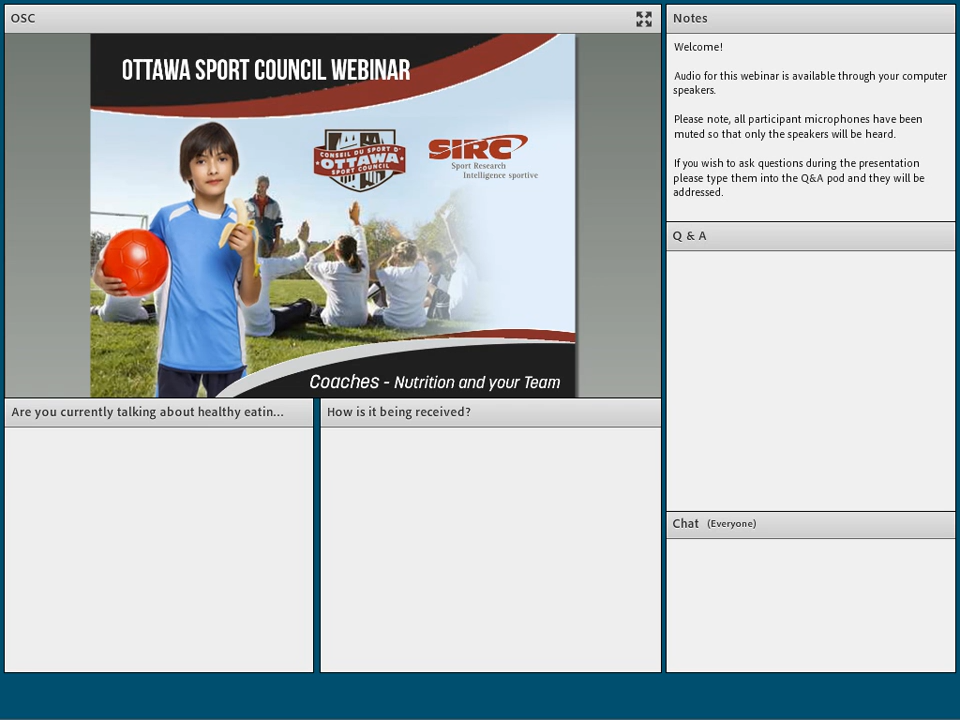 OSC
OTTAWA SPORT COUNCIL WEBINAR
CONSEIL DU SPORT D'
OTTAWA
SPORT COUNCIL
SIRC
Sport Research
Intelligence sportive
Coaches - Nutrition and your Team
Are you currently talking about healthy eatin...
How is it being received?
Notes
Welcome!
Audio for this webinar is available through your computer
speakers.
Please note, all participant microphones have been
muted so that only the speakers will be heard.
If you wish to ask questions during the presentation
please type them into the Q&A pod and they will be
addressed.
Q & A
Chat (Everyone)